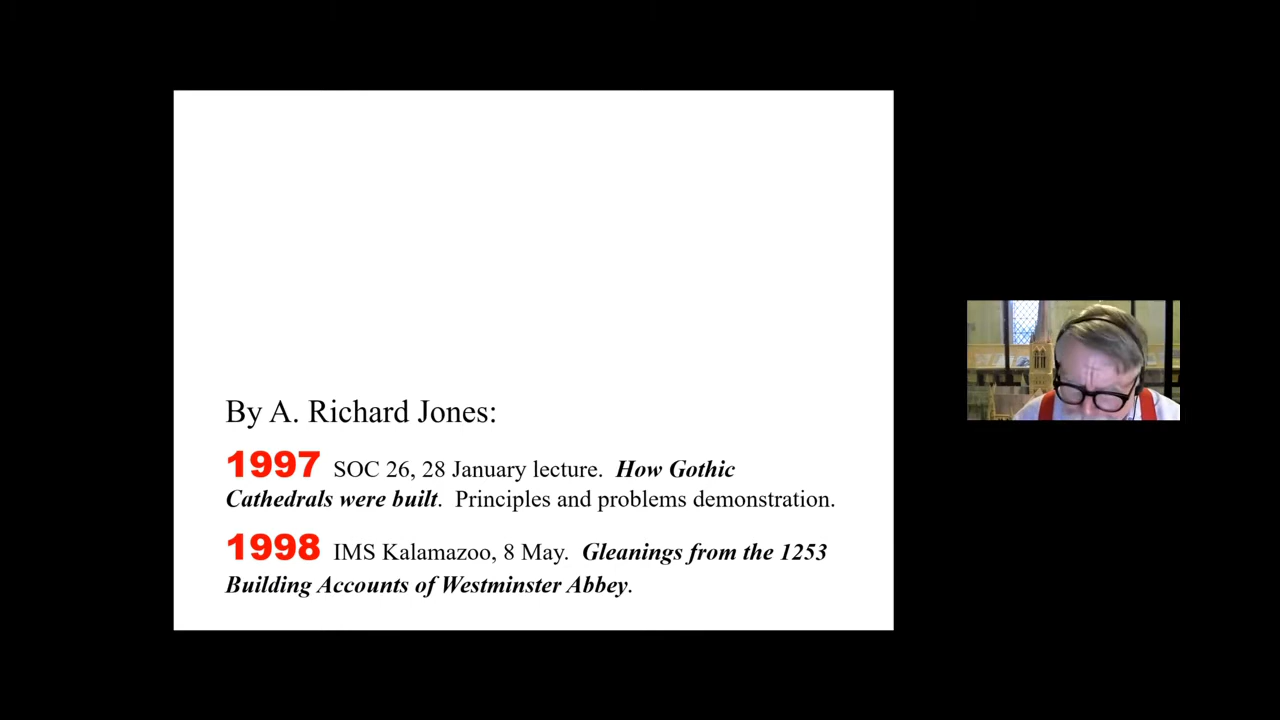 By A. Richard Jones:
1997 SOC 26, 28 January lecture. How Gothic
Cathedrals were built. Principles and problems demonstration.
1998 IMS Kalamazoo, 8 May. Gleanings from the 1253
Building Accounts of Westminster Abbey.